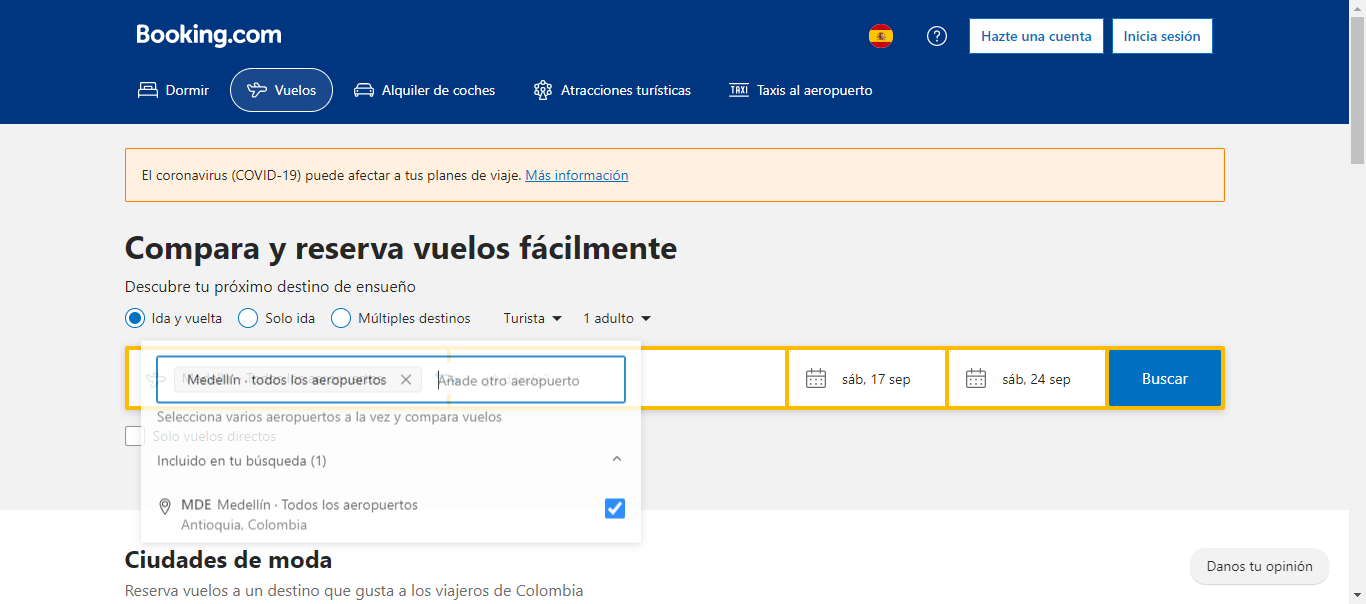 Booking.com
Hazte una cuenta
Inicia sesión
Dormir
Vuelos
Alquiler de coches
Atracciones turísticas
TAXI Taxis al aeropuerto
El coronavirus (COVID-19) puede afectar a tus planes de viaje. Más información
Compara y reserva vuelos fácilmente
Descubre tu próximo destino de ensueño
Ida y vuelta
Solo ida
Múltiples destinos
Turista
1 adulto
Medellín · todos los aeropuertos
Añade otro aeropuerto
sáb, 17 sep
sáb, 24 sep
Buscar
Selecciona varios aeropuertos a la vez y compara vuelos
Solo vuelos directos
Incluido en tu búsqueda (1)
MDE Medellín · Todos los aeropuertos
Antioquia, Colombia
Ciudades de moda
Danos tu opinión
Reserva vuelos a un destino que gusta a los viajeros de Colombia